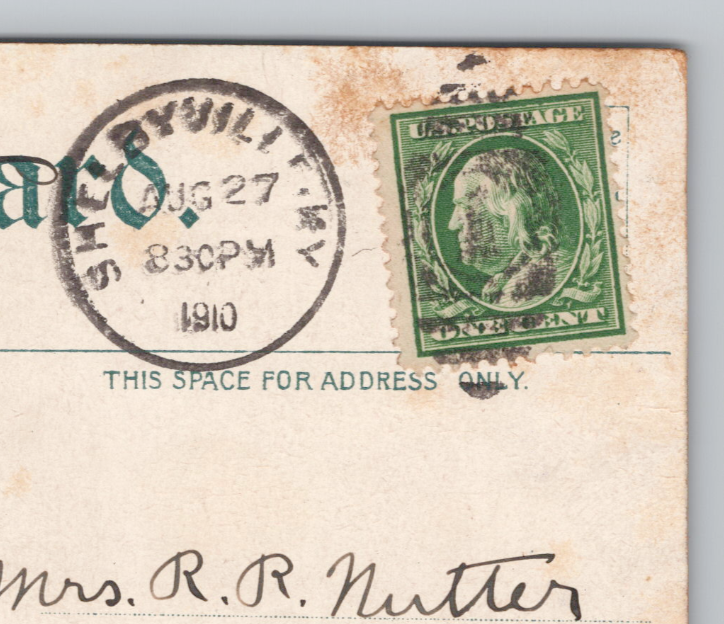 ard.
SHELBYVILLE, KY
AUG 27
830PM
1910
U.S. POSTAGE
ONE CENT
THIS SPACE FOR ADDRESS ONLY.
Mrs. R. R. Nutter